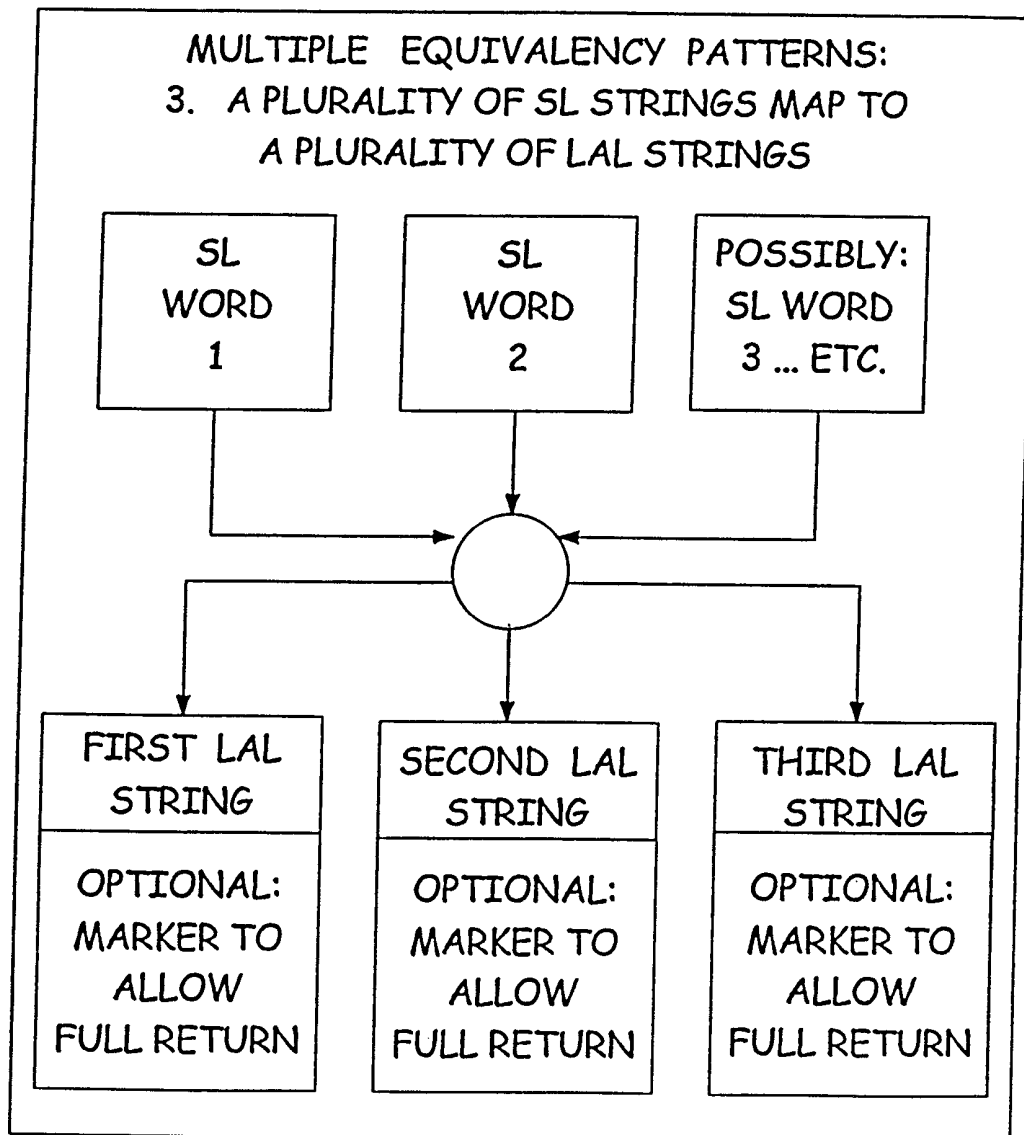 MULTIPLE EQUIVALENCY PATTERNS:
3. A PLURALITY OF SL STRINGS MAP TO
A PLURALITY OF LAL STRINGS
SL
WORD
1
SL
WORD
2
POSSIBLY:
SL WORD
3 ... ETC.
FIRST LAL
STRING
OPTIONAL:
MARKER TO
ALLOW
FULL RETURN
SECOND LAL
STRING
OPTIONAL:
MARKER TO
ALLOW
FULL RETURN
THIRD LAL
STRING
OPTIONAL:
MARKER TO
ALLOW
FULL RETURN